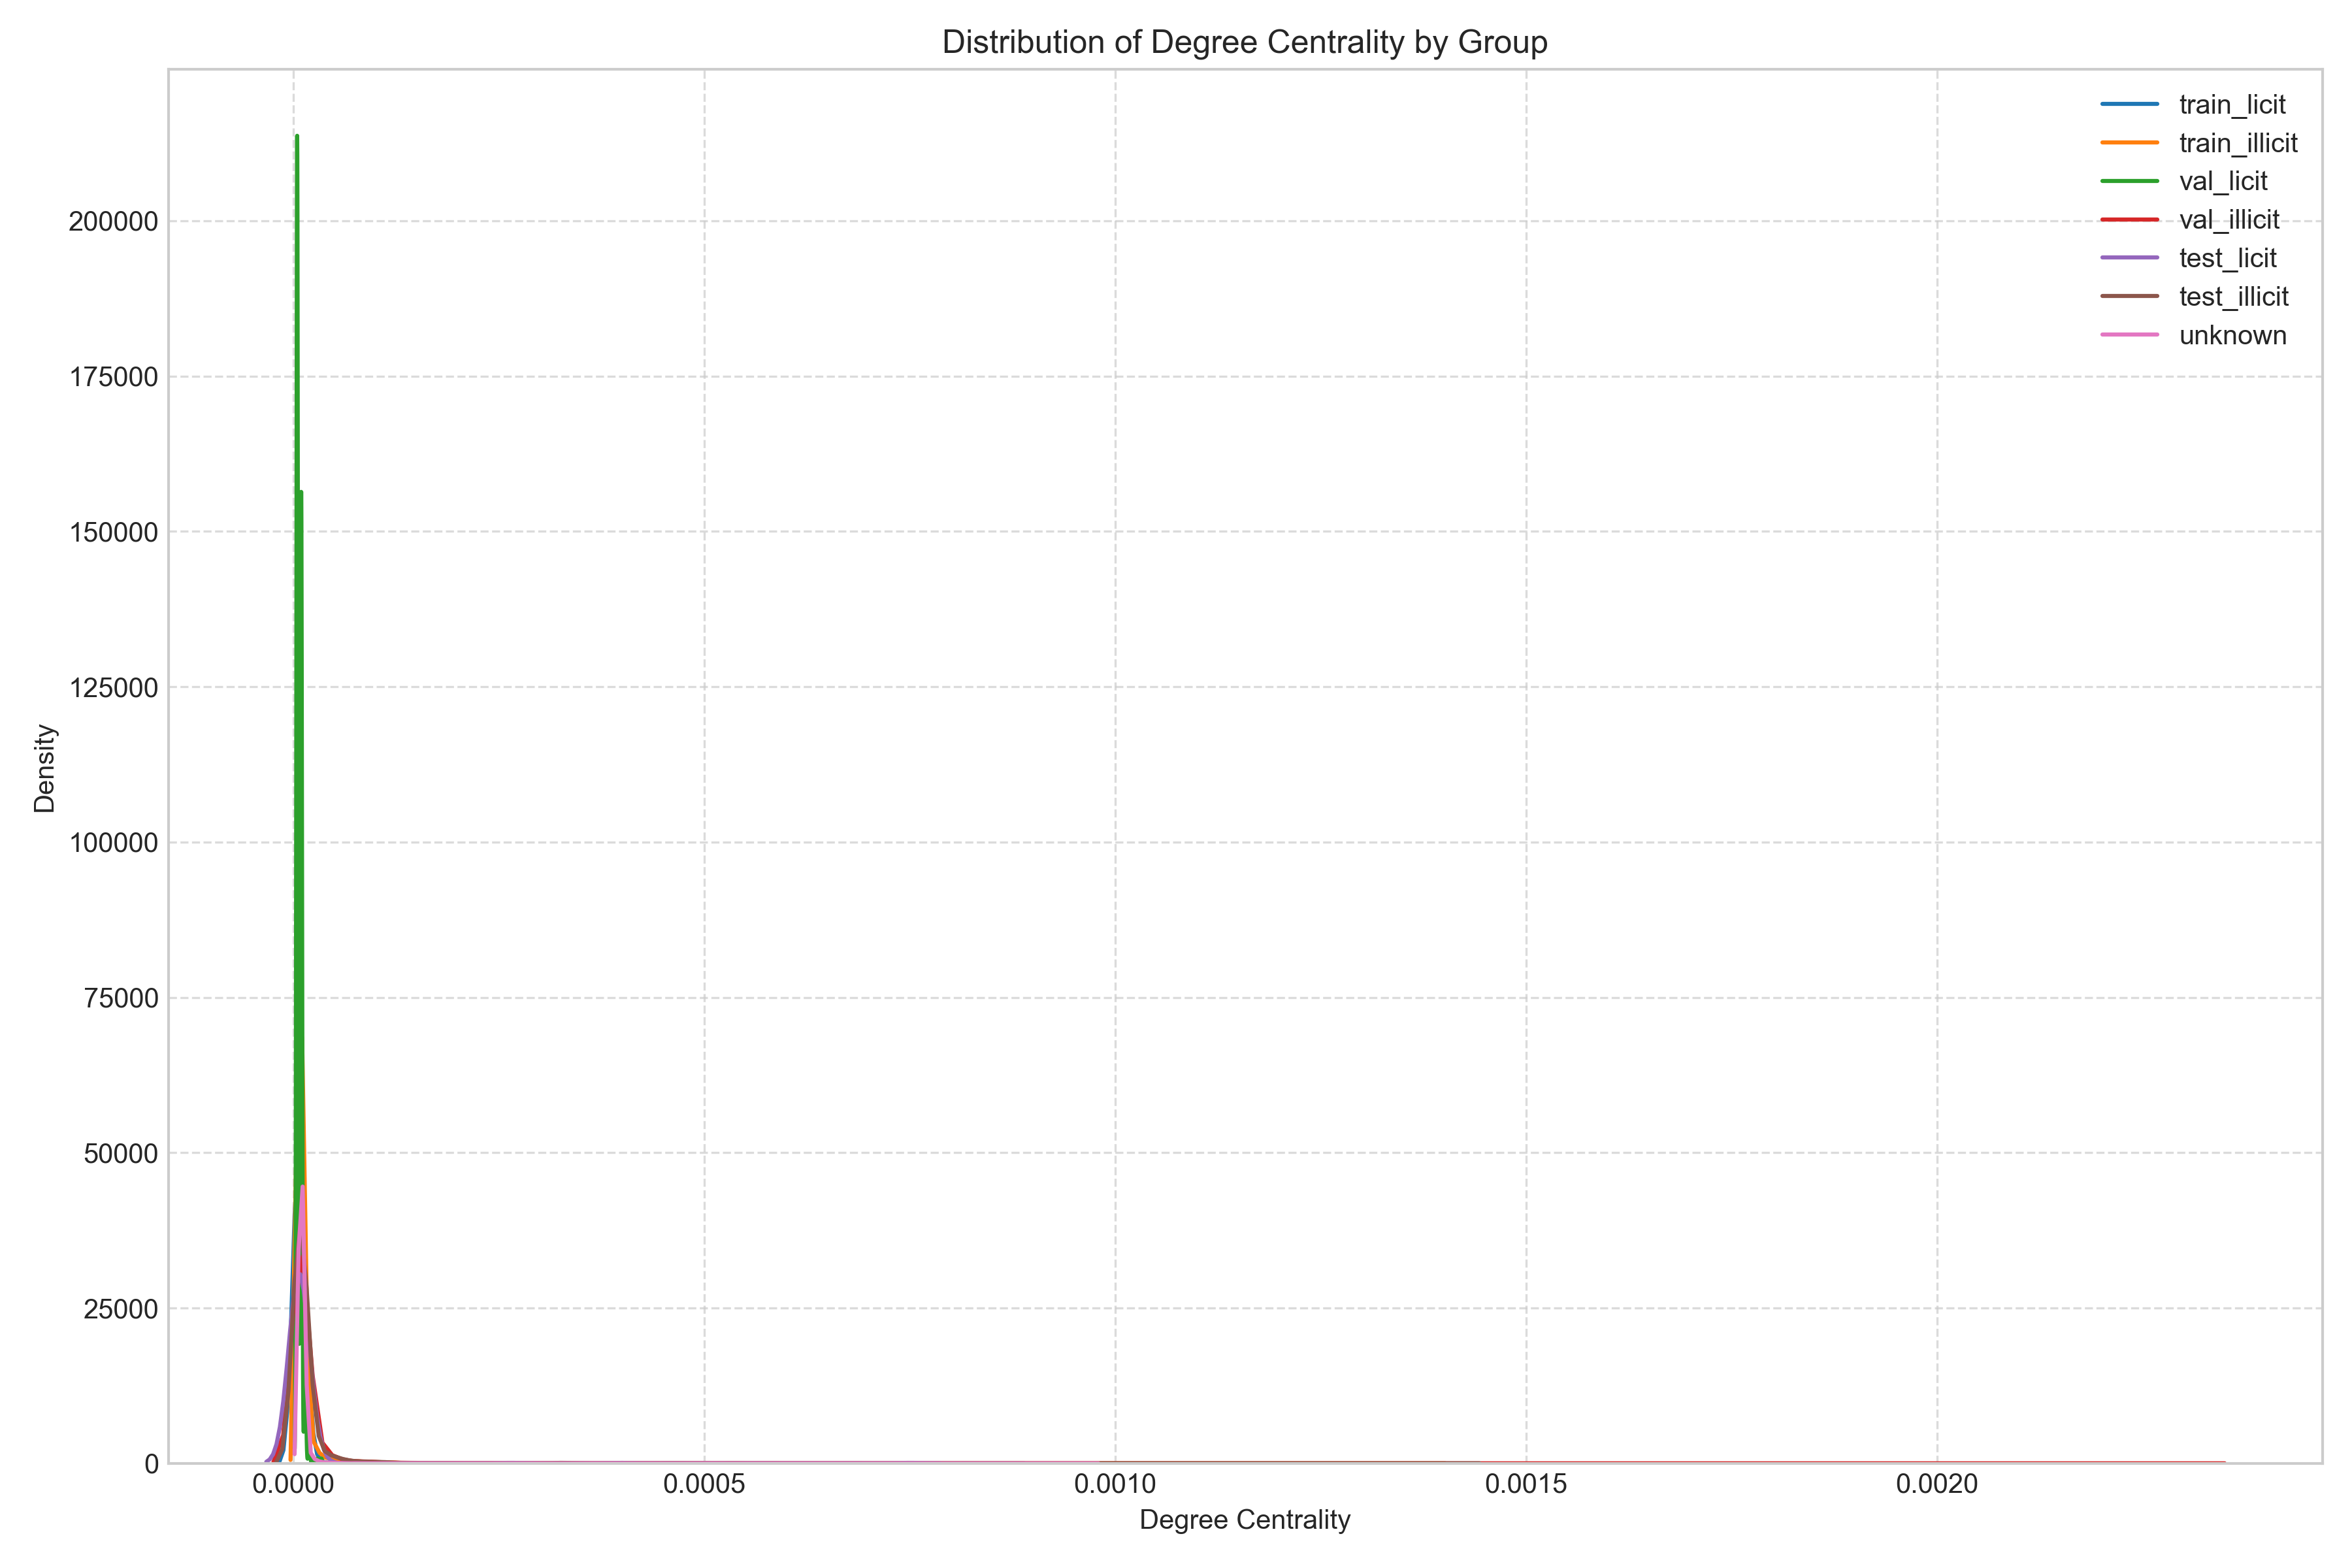 Distribution of Degree Centrality by Group
train_licit
train_illicit
val_licit
val_illicit
test_licit
test_illicit
unknown
Density
200000
175000
150000
125000
100000
75000
50000
25000
0
0.0000
0.0005
0.0010
0.0015
0.0020
Degree Centrality